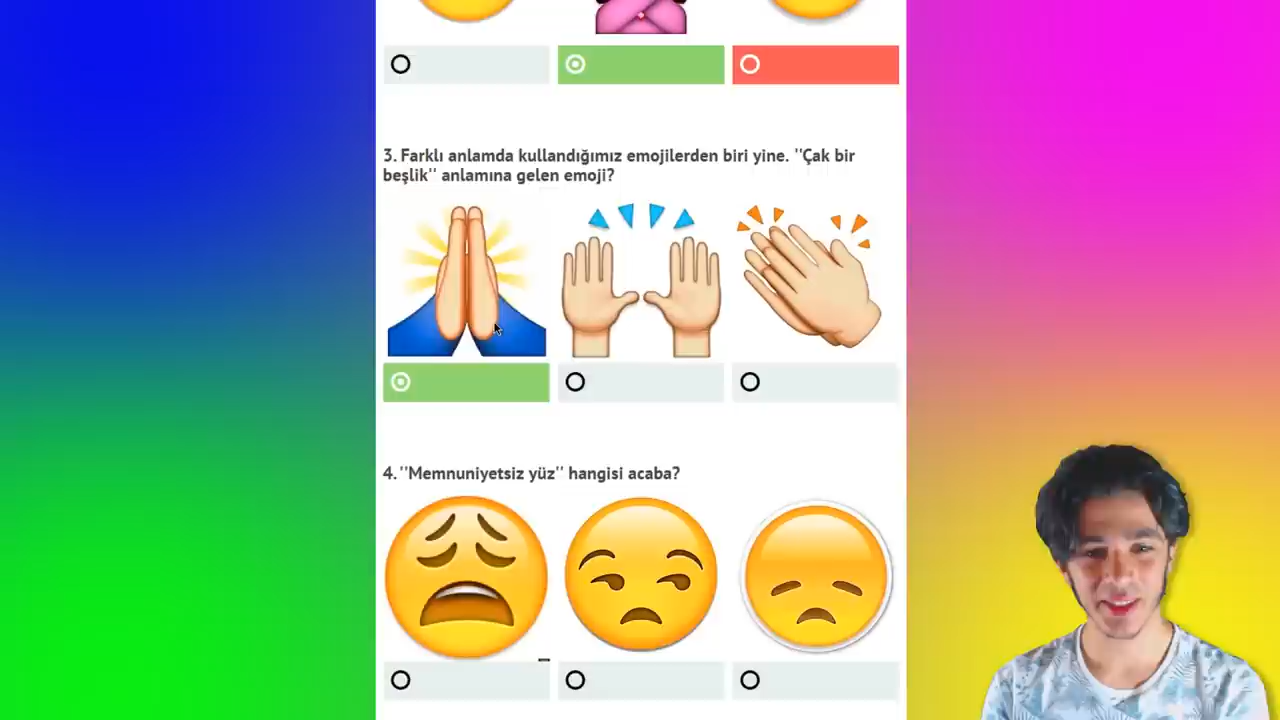 3. Farklı anlamda kullandığımız emojilerden biri yine. ''Çak bir
beşlik'' anlamına gelen emoji?
4. ''Memnuniyetsiz yüz'' hangisi acaba?